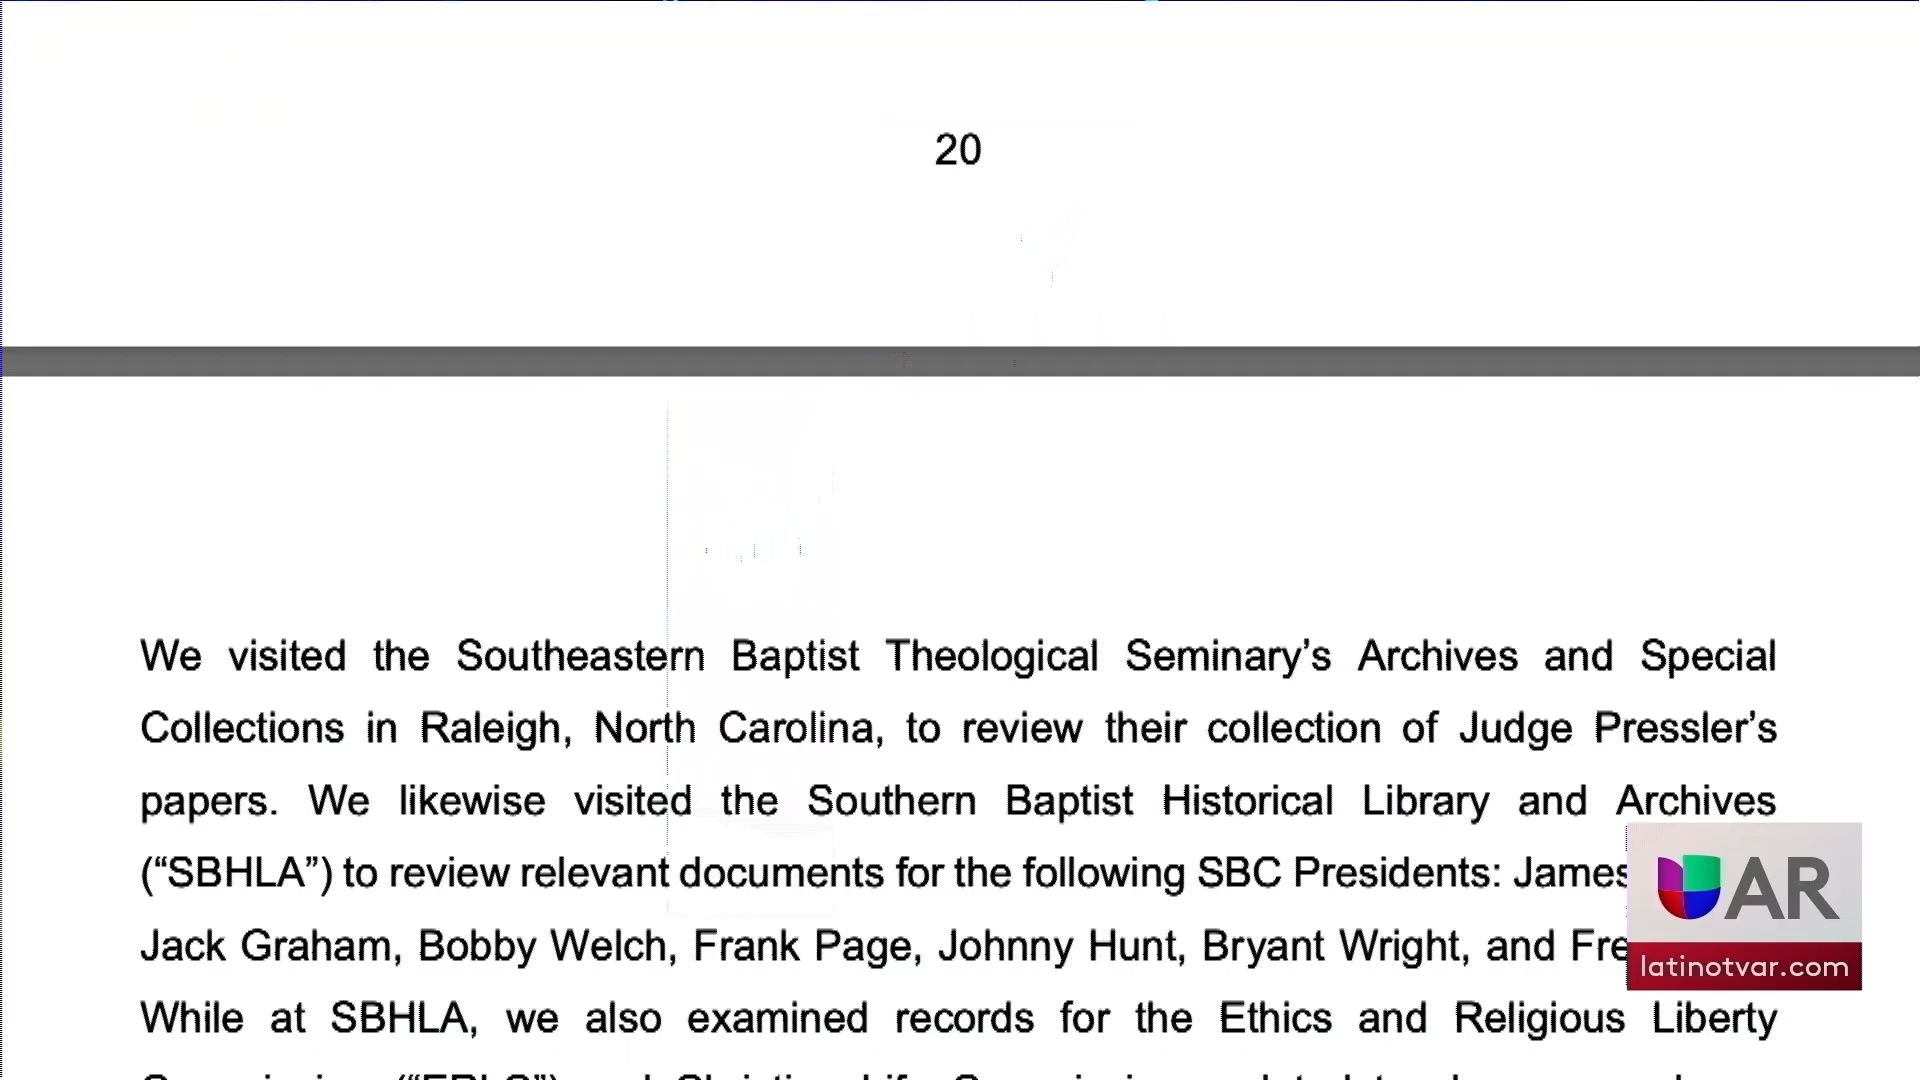 20
We visited the Southeastern Baptist Theological Seminary’s Archives and Special
Collections in Raleigh, North Carolina, to review their collection of Judge Pressler’s
papers. We likewise visited the Southern Baptist Historical Library and Archives
(“SBHLA”) to review relevant documents for the following SBC Presidents: James
Jack Graham, Bobby Welch, Frank Page, Johnny Hunt, Bryant Wright, and
While at SBHLA, we also examined records for the Ethics and Religious Liberty
AR
latinotvar.com